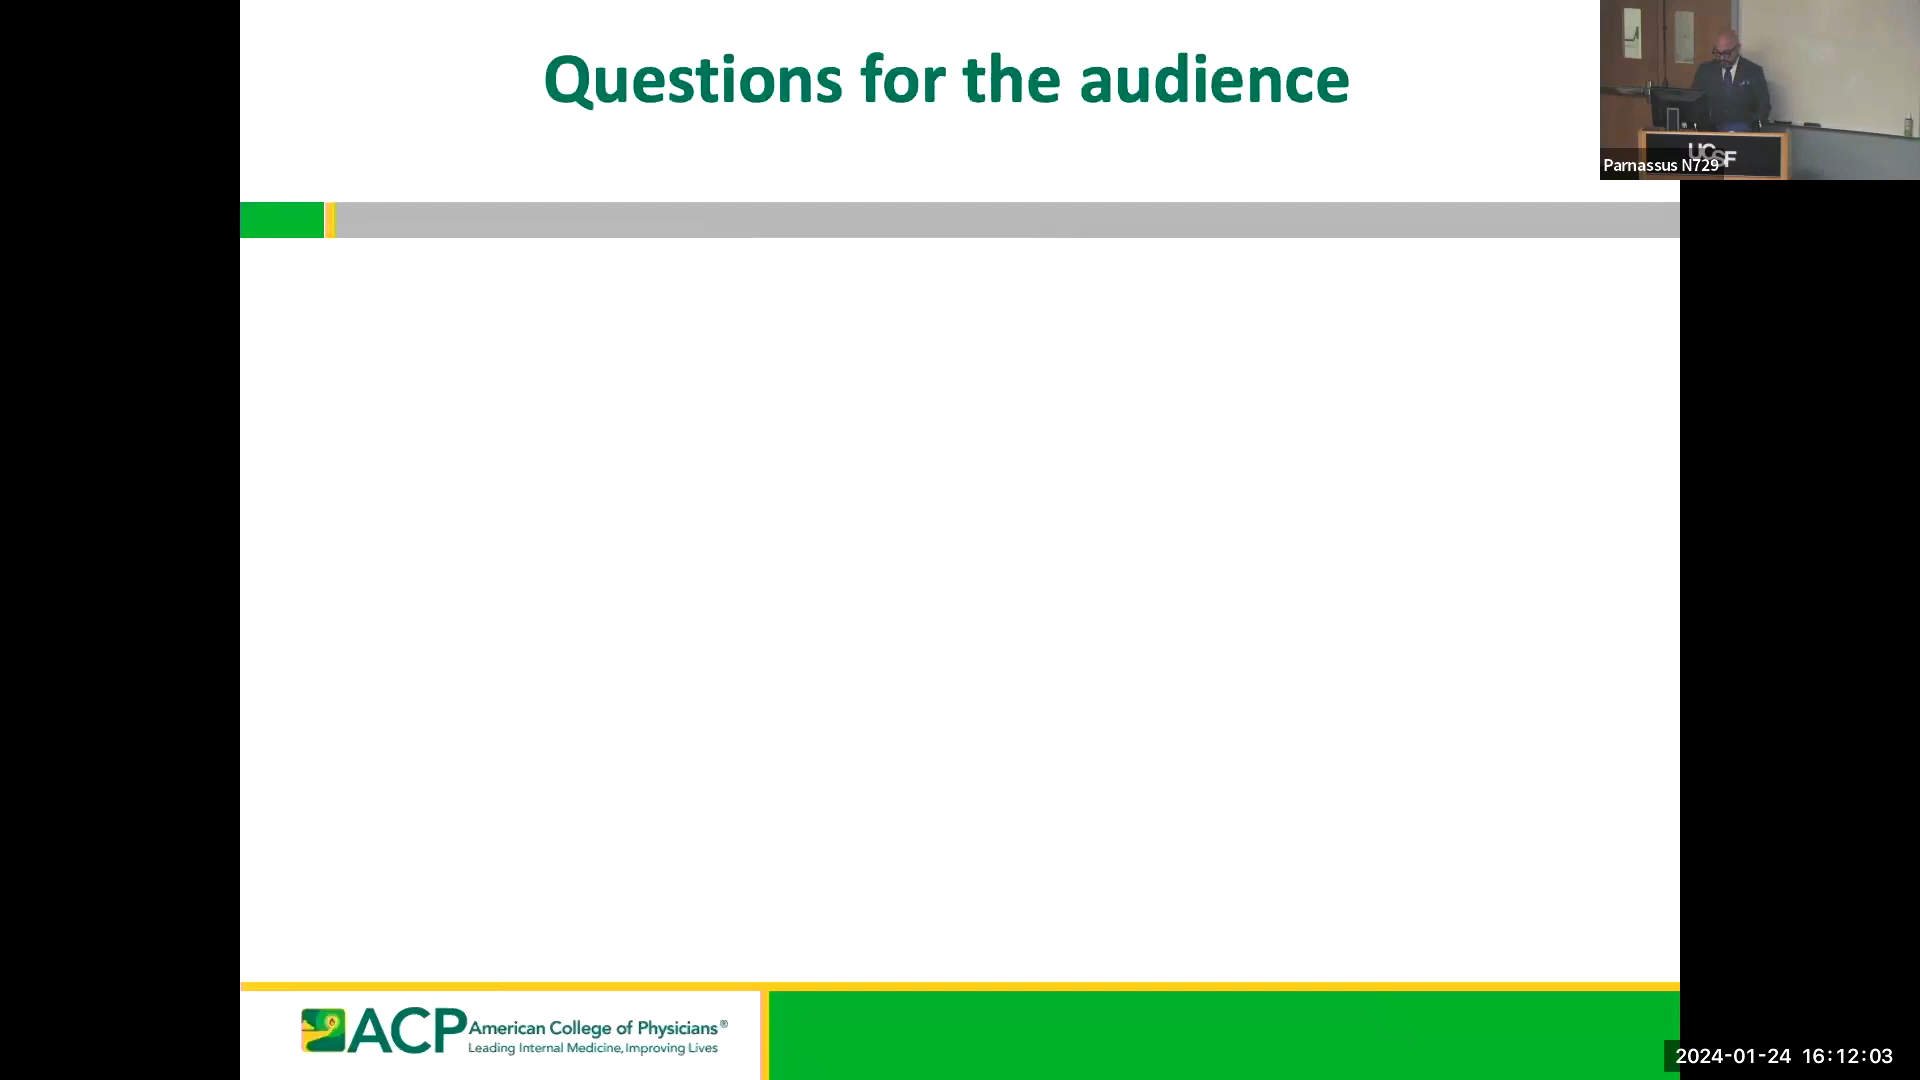 Questions for the audience
UCSF
Parnassus N729
ACP American College of Physicians®
Leading Internal Medicine, Improving Lives
2024-01-24 16:12:03